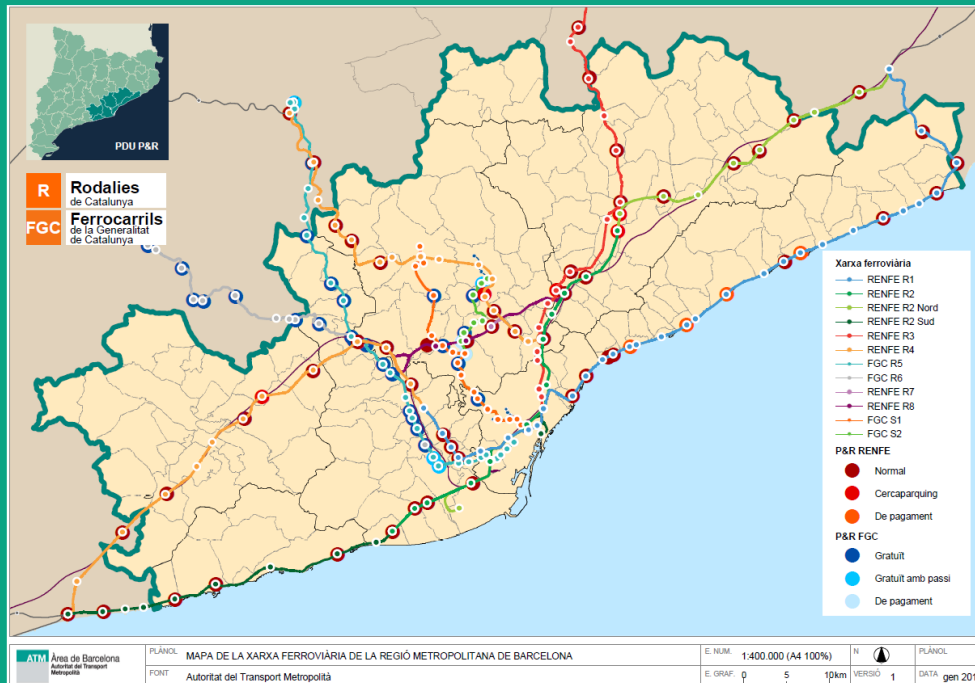 PDU P&R
R
Rodalies
de Catalunya
FGC
Ferrocarrils
de la Generalitat
de Catalunya
Xarxa ferroviària
RENFE R1
RENFE R2
RENFE R2 Nord
RENFE R2 Sud
RENFE R3
RENFE R4
FGC R5
FGC R6
RENFE R7
RENFE R8
FGC S1
FGC S2
P&R RENFE
Normal
Cercaparquing
De pagament
P&R FGC
Gratuït
Gratuït amb passi
De pagament
ATM
Àrea de Barcelona
Autoritat del Transport
Metropolità
PLÀNOL
MAPA DE LA XARXA FERROVIÀRIA DE LA REGIÓ METROPOLITANA DE BARCELONA
FONT
Autoritat del Transport Metropolità
E. NUM.
1:400.000 (A4 100%)
E. GRAF.
0 5 10km
N
VERSIÓ 1
PLÀNOL
DATA gen